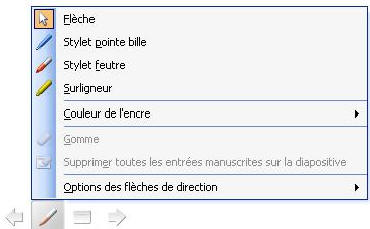 Flèche
Stylet pointe bille
Stylet feutre
Surligneur
Couleur de l'encre
Gomme
Supprimer toutes les entrées manuscrites sur la diapositive
Options des flèches de direction